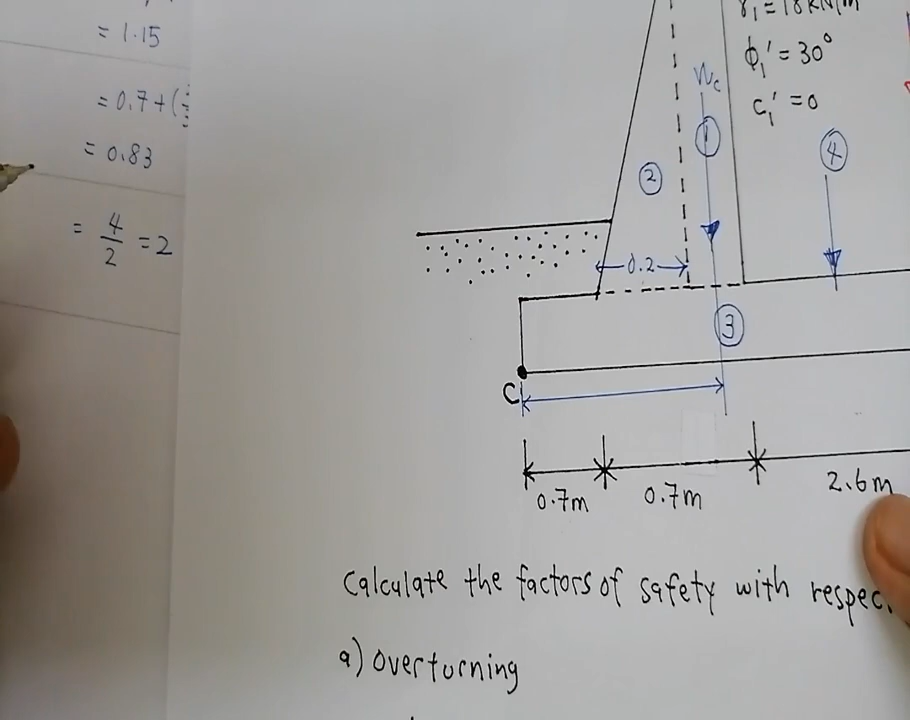 = 1.15
= 0.7 + (
= 0.83
= 4/2 = 2
ϕ₁' = 30°
c₁' = 0
Wc
1
2
4
0.2
3
C
0.7m
0.7m
2.6m
Calculate the factors of safety with respec
a) Overturning